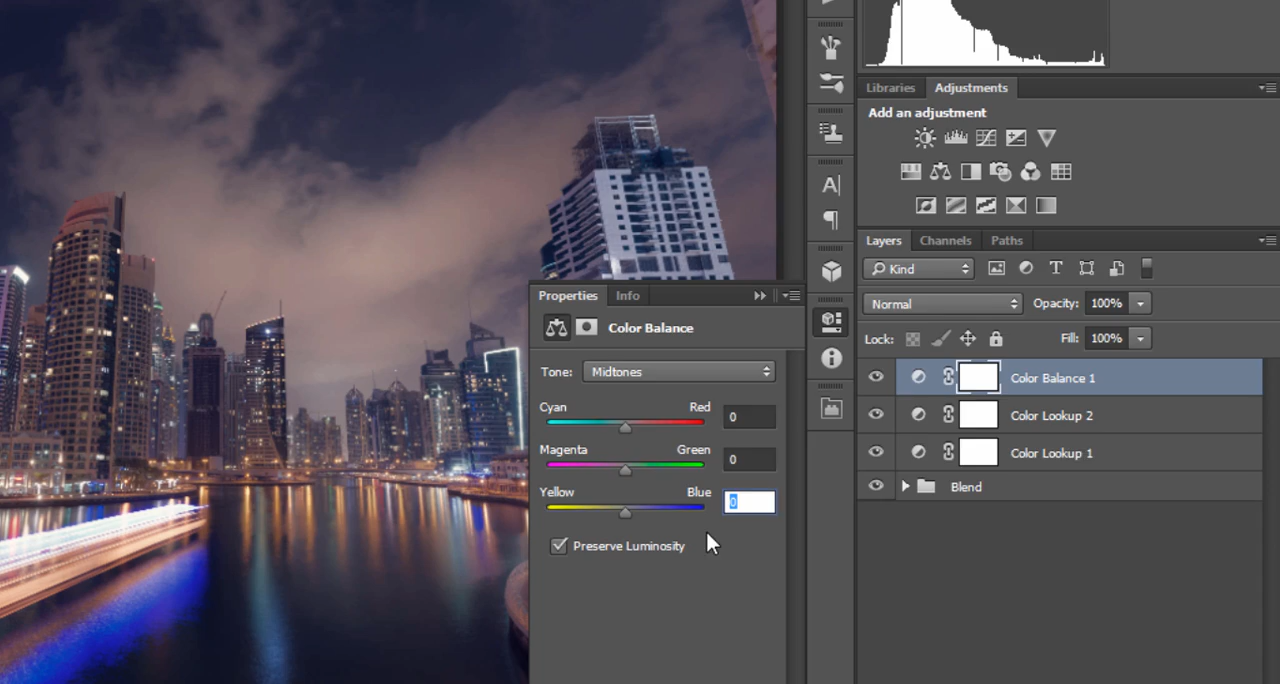 Libraries
Adjustments
Add an adjustment
A|
Layers
Channels
Paths
Kind
T
Normal
Opacity: 100%
Lock:
Fill: 100%
Color Balance 1
Color Lookup 2
Color Lookup 1
Blend
Properties
Info
Color Balance
Tone: Midtones
Cyan Red 0
Magenta Green 0
Yellow Blue 0
Preserve Luminosity